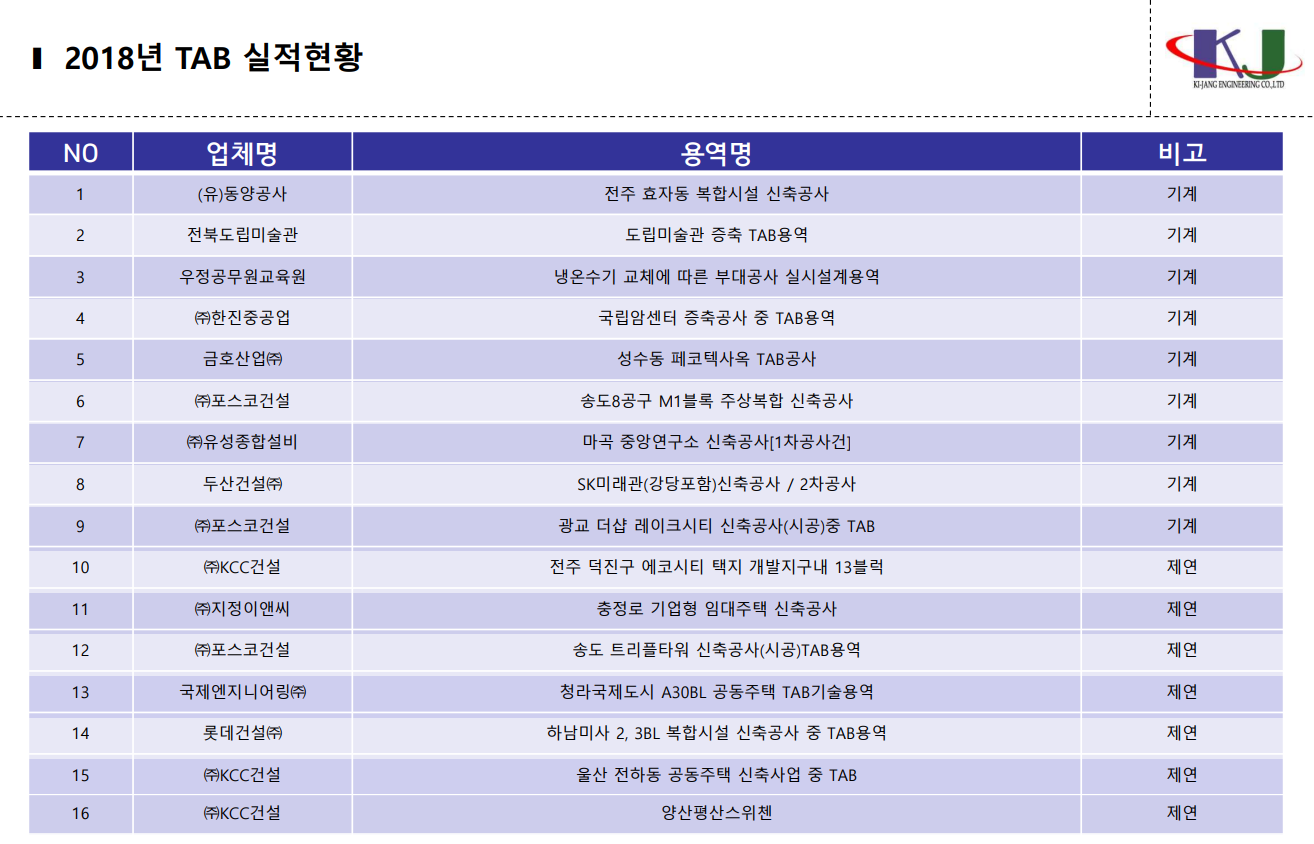 2018년 TAB 실적현황
KJ
KI-JANG ENGINEERING CO.,LTD
NO 업체명 용역명 비고
1 (유)동양공사 전주 효자동 복합시설 신축공사 기계
2 전북도립미술관 도립미술관 증축 TAB용역 기계
3 우정공무원교육원 냉온수기 교체에 따른 부대공사 실시설계용역 기계
4 ㈜한진중공업 국립암센터 증축공사 중 TAB용역 기계
5 금호산업㈜ 성수동 페코텍사옥 TAB공사 기계
6 ㈜포스코건설 송도8공구 M1블록 주상복합 신축공사 기계
7 ㈜유성종합설비 마곡 중앙연구소 신축공사[1차공사건] 기계
8 두산건설㈜ SK미래관(강당포함)신축공사 / 2차공사 기계
9 ㈜포스코건설 광교 더샵 레이크시티 신축공사(시공)중 TAB 기계
10 ㈜KCC건설 전주 덕진구 에코시티 택지 개발지구내 13블럭 제연
11 ㈜지정이앤씨 충정로 기업형 임대주택 신축공사 제연
12 ㈜포스코건설 송도 트리플타워 신축공사(시공)TAB용역 제연
13 국제엔지니어링㈜ 청라국제도시 A30BL 공동주택 TAB기술용역 제연
14 롯데건설㈜ 하남미사 2, 3BL 복합시설 신축공사 중 TAB용역 제연
15 ㈜KCC건설 울산 전하동 공동주택 신축사업 중 TAB 제연
16 ㈜KCC건설 양산평산스위첸 제연